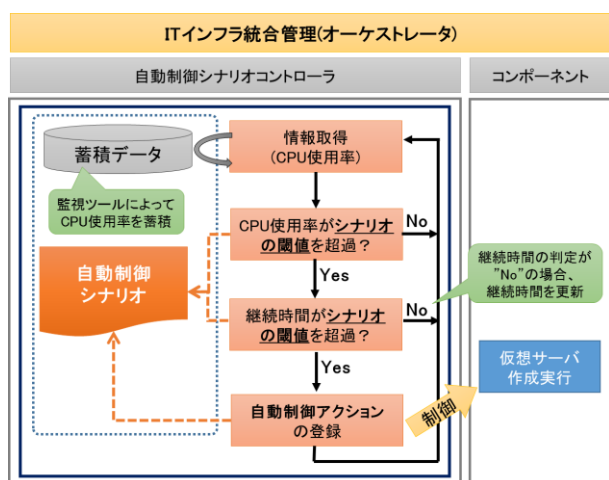 ITインフラ統合管理(オーケストレータ)
自動制御シナリオコントローラ
コンポーネント
蓄積データ
情報取得
(CPU使用率)
監視ツールによって
CPU使用率を蓄積
CPU使用率がシナリオ
の閾値を超過？
No
Yes
自動制御
シナリオ
継続時間の判定が
”No”の場合、
継続時間を更新
継続時間がシナリオ
の閾値を超過？
No
Yes
仮想サーバ
作成実行
自動制御アクション
の登録
制御